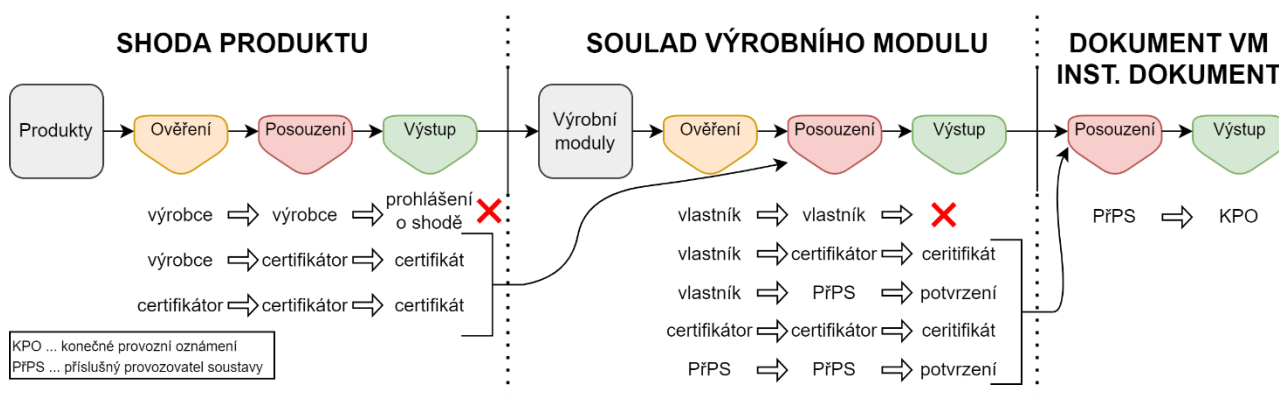 SHODA PRODUKTU
SOULAD VÝROBNÍHO MODULU
DOKUMENT VM
INST. DOKUMENT
Produkty
Ověření
Posouzení
Výstup
Výrobní
moduly
Ověření
Posouzení
Výstup
Posouzení
Výstup
výrobce
výrobce
prohlášení
o shodě
výrobce
certifikátor
certifikát
certifikátor
certifikátor
certifikát
vlastník
vlastník
vlastník
certifikátor
ceritifikát
vlastník
PřPS
potvrzení
certifikátor
certifikátor
ceritifikát
PřPS
PřPS
potvrzení
PřPS
KPO
KPO ... konečné provozní oznámení
PřPS ... příslušný provozovatel soustavy